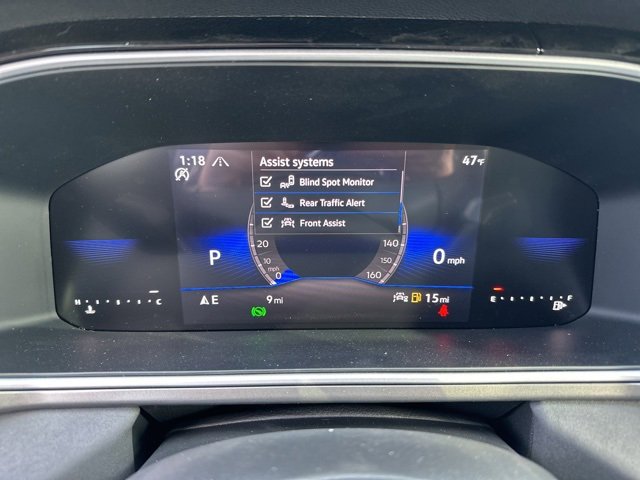 1:18
Assist systems
47°F
Blind Spot Monitor
Rear Traffic Alert
Front Assist
20 140
10 150
0 160
mph
P
0 mph
H C
E F
E 9 mi 15 mi